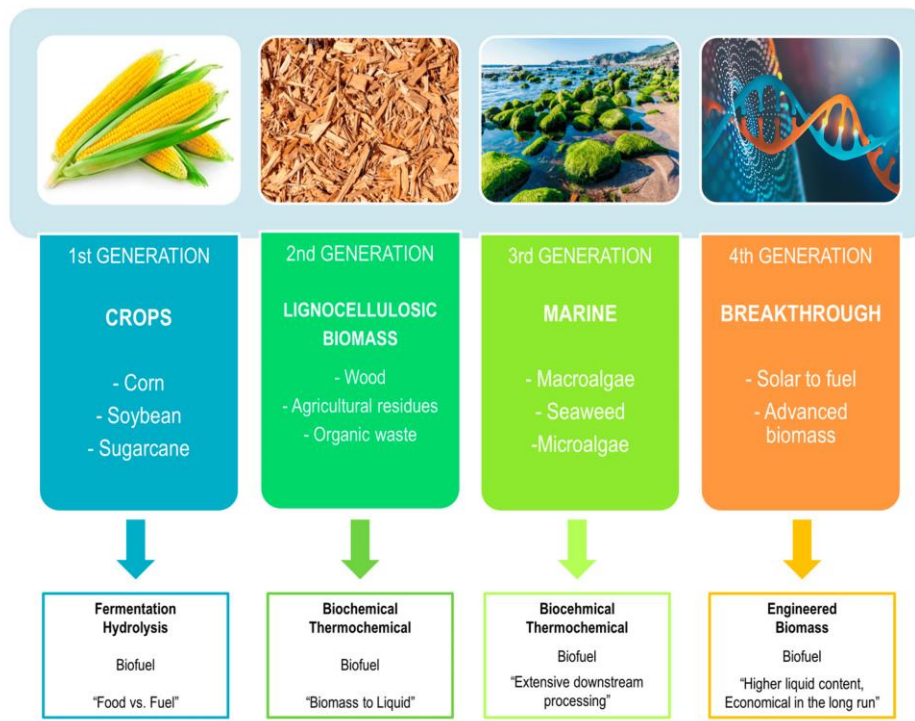 1st GENERATION
CROPS
- Corn
- Soybean
- Sugarcane
Fermentation
Hydrolysis
Biofuel
“Food vs. Fuel”
2nd GENERATION
LIGNOCELLULOSIC
BIOMASS
- Wood
- Agricultural residues
- Organic waste
Biochemical
Thermochemical
Biofuel
“Biomass to Liquid”
3rd GENERATION
MARINE
- Macroalgae
- Seaweed
-Microalgae
Biocehmical
Thermochemical
Biofuel
“Extensive downstream
processing”
4th GENERATION
BREAKTHROUGH
- Solar to fuel
- Advanced
biomass
Engineered
Biomass
Biofuel
“Higher liquid content,
Economical in the long run”